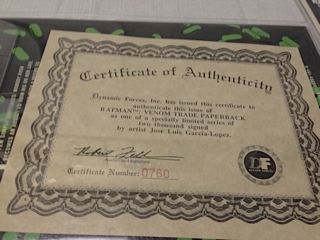 Certificate of Authenticity
Dynamic Forces, Inc. has issued this certificate to
authenticate this issue of
BATMAN™: VENOM TRADE PAPERBACK
as one of a specially limited series of
two thousand signed
by artist Jose Luis Garcia-Lopez.
Certificate Number: 0760
DF